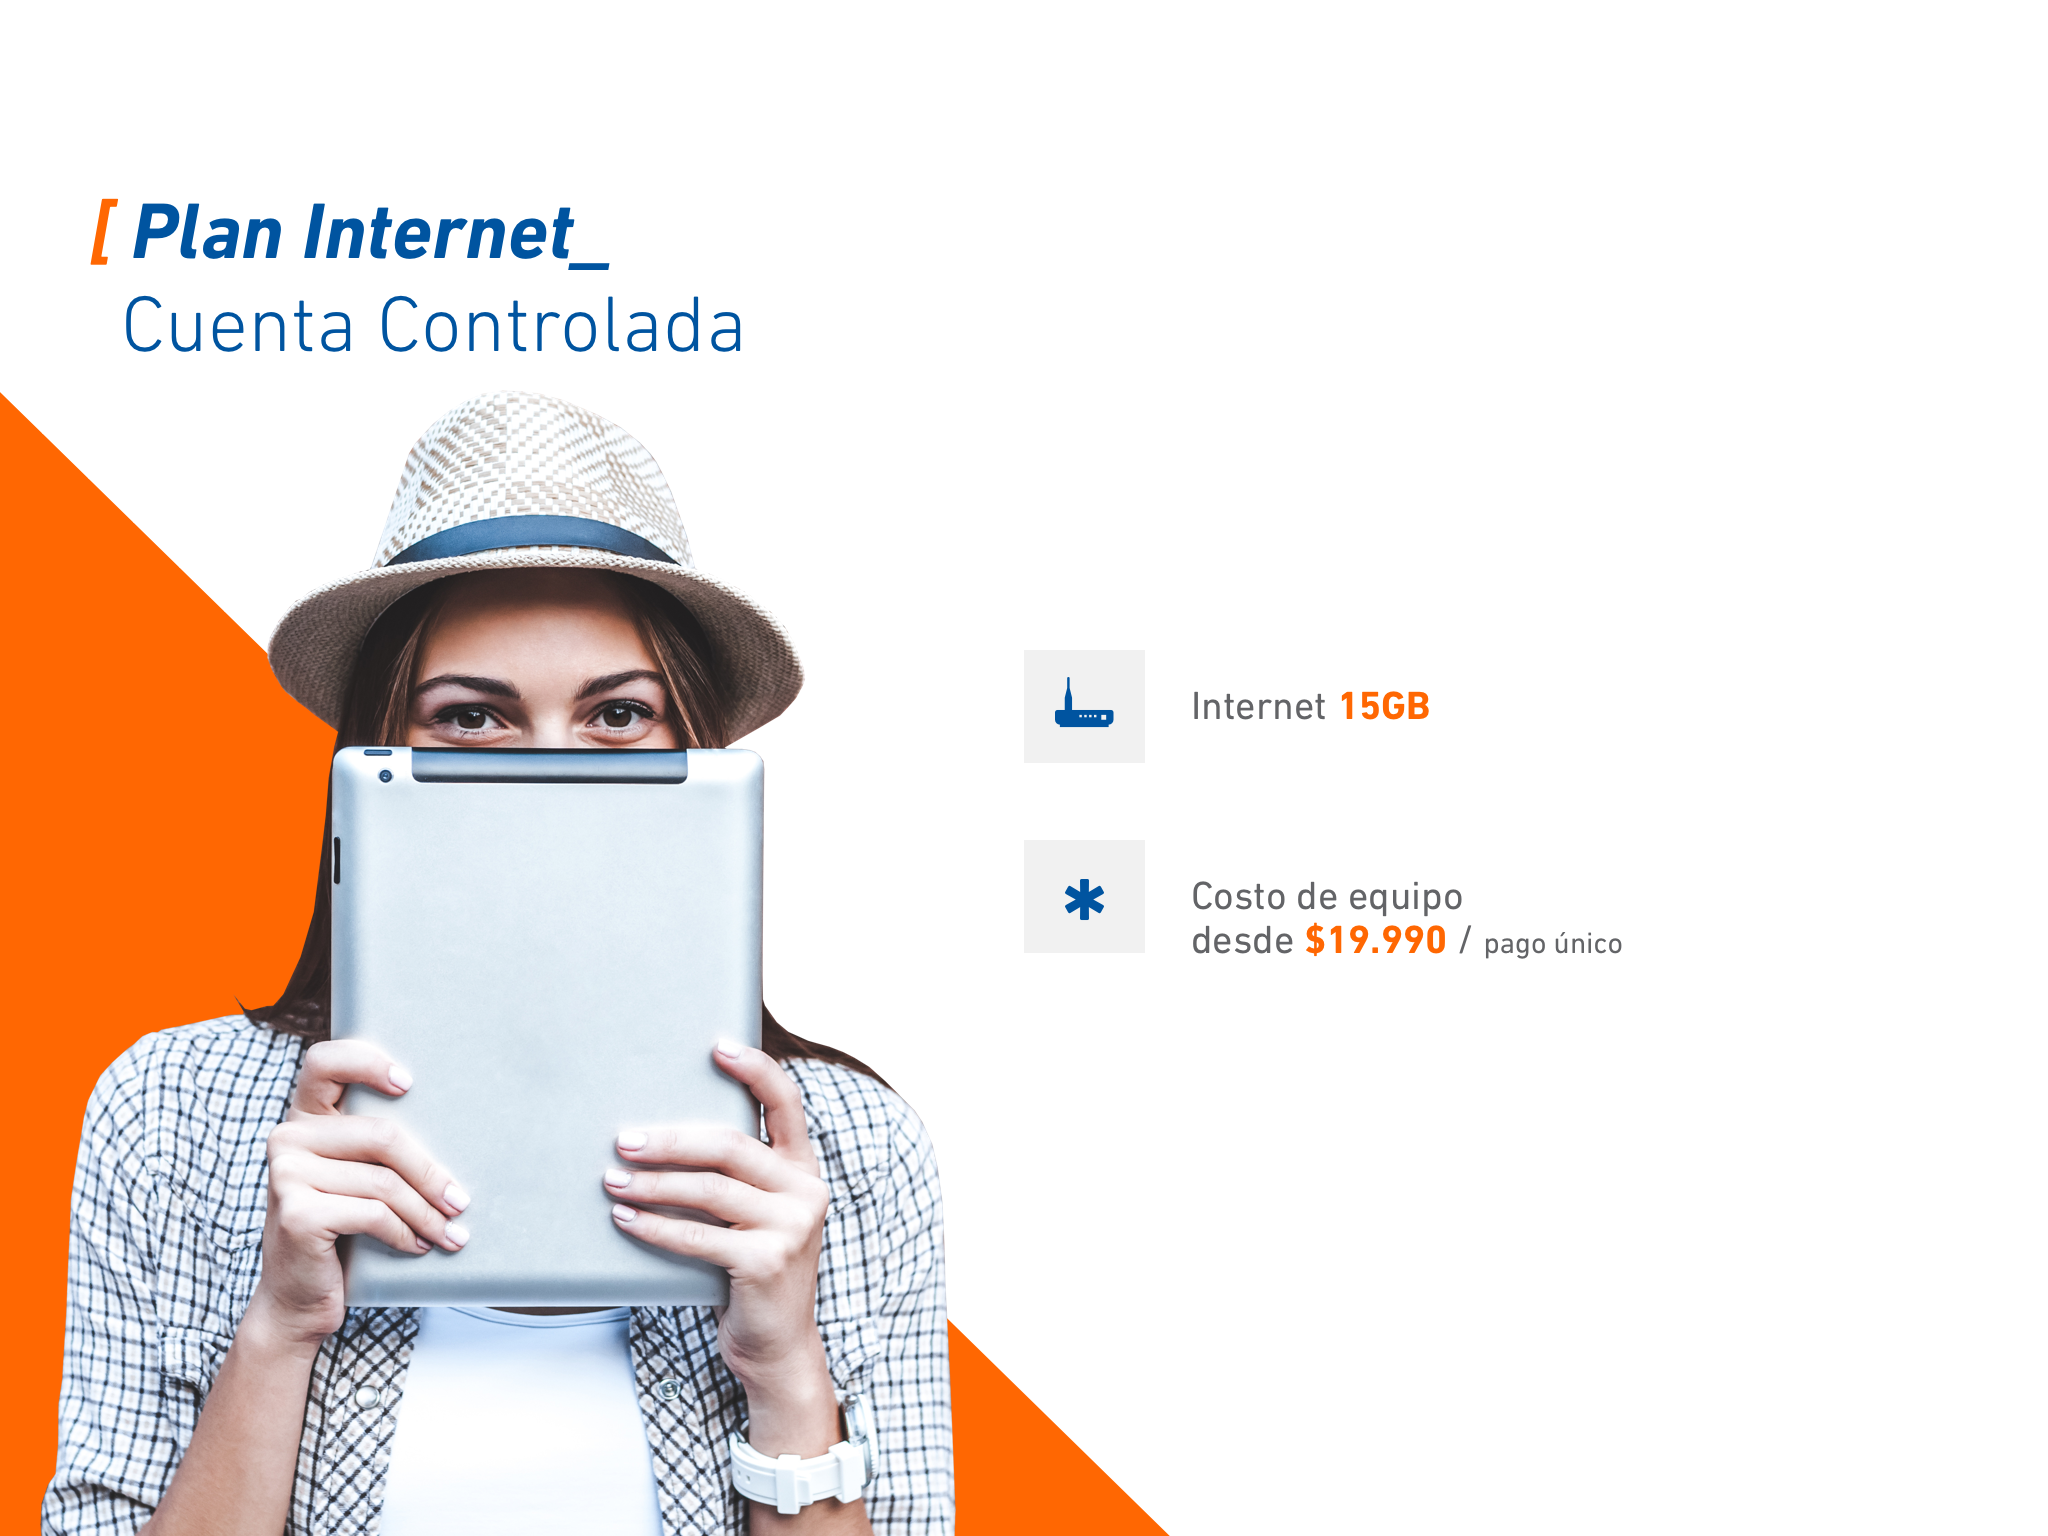 [ Plan Internet_
Cuenta Controlada
Internet 15GB
Costo de equipo
desde $19.990 / pago único